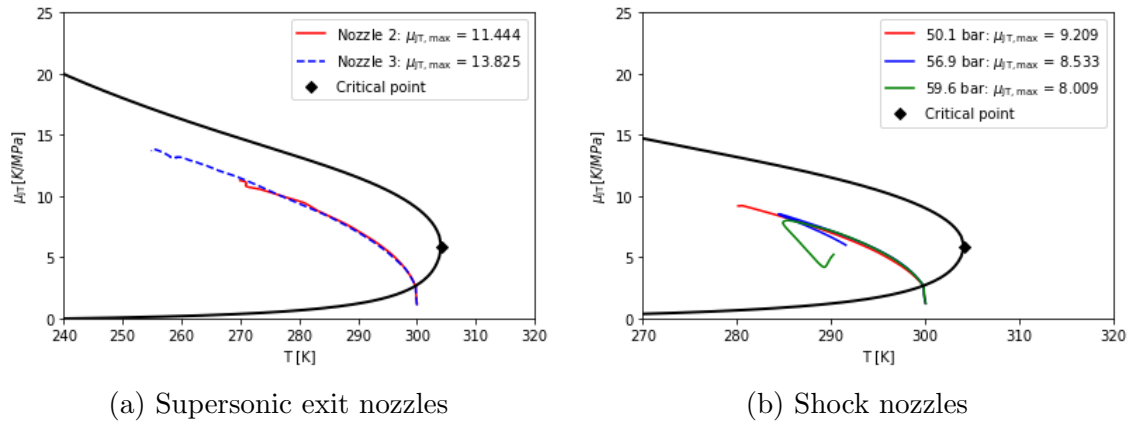 25
20
15
10
5
0
μJT [K/MPa]
Nozzle 2: μJT, max = 11.444
Nozzle 3: μJT, max = 13.825
Critical point
240 250 260 270 280 290 300 310 320
T [K]
(a) Supersonic exit nozzles
25
20
15
10
5
0
μJT [K/MPa]
50.1 bar: μJT,max = 9.209
56.9 bar: μJT,max = 8.533
59.6 bar: μJT,max = 8.009
Critical point
270 280 290 300 310 320
T [K]
(b) Shock nozzles